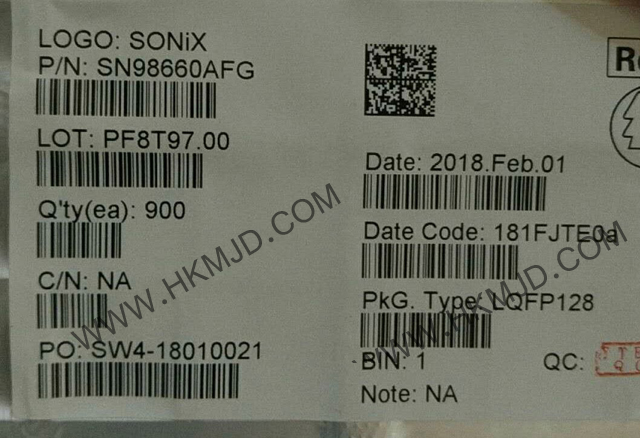 LOGO: SONiX
P/N: SN98660AFG
LOT: PF8T97.00
Q'ty(ea): 900
C/N: NA
PO: SW4-18010021
Date: 2018.Feb.01
Date Code: 181FJTE0a
PkG. Type: LQFP128
BIN: 1
QC:
Note: NA
WWW.HKMJD.COM
WWW.HKMJD.COM